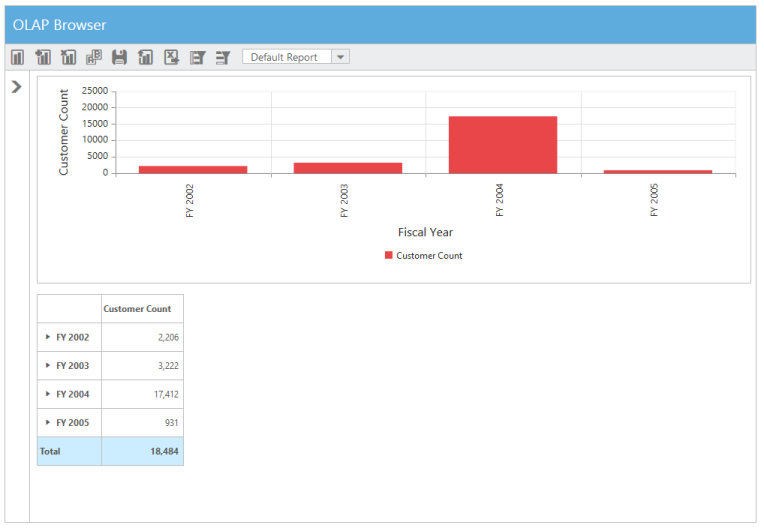 OLAP Browser
Default Report
Customer Count
25000
20000
15000
10000
5000
0
FY 2002
FY 2003
FY 2004
FY 2005
Fiscal Year
Customer Count
Customer Count
FY 2002 2,206
FY 2003 3,222
FY 2004 17,412
FY 2005 931
Total 18,484